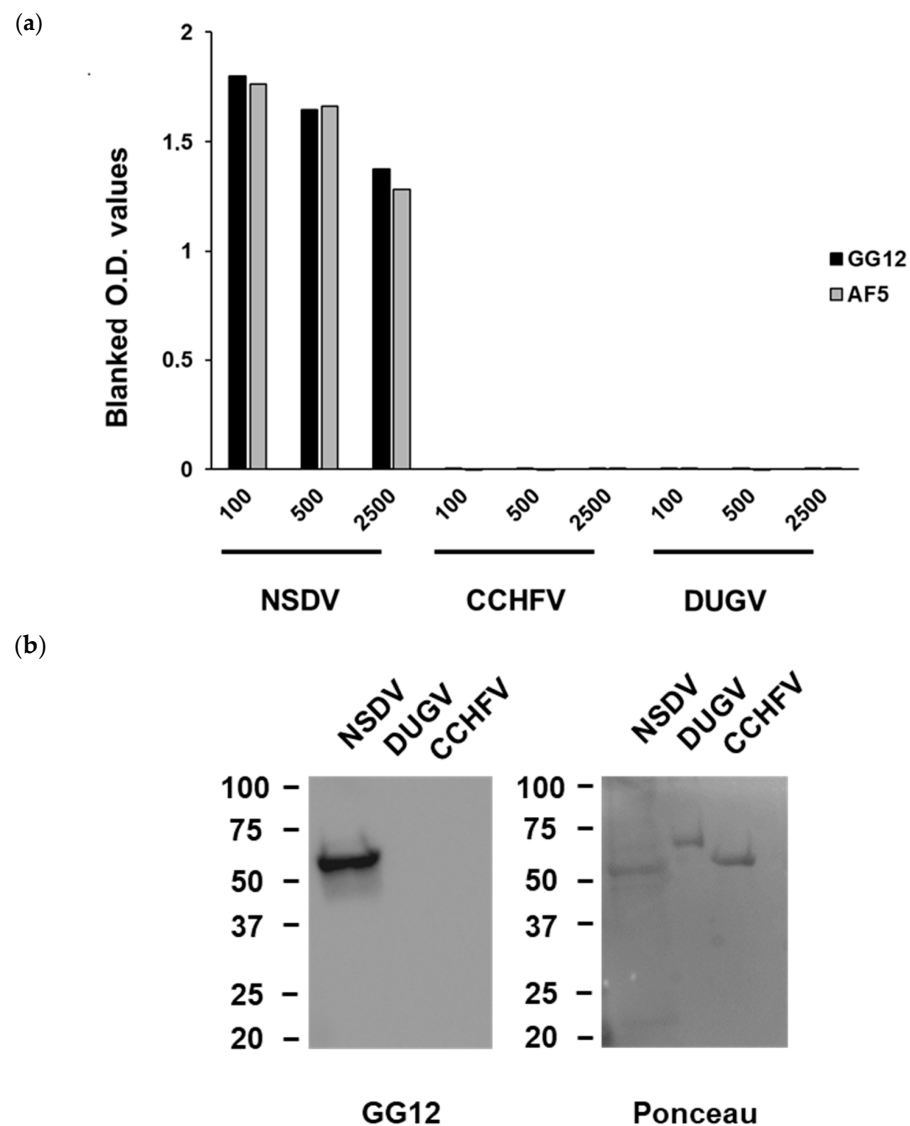 (a)
2
1.5
1
0.5
0
Blanked O.D. values
GG12
AF5
100 500 2500 100 500 2500 100 500 2500
NSDV CCHFV DUGV
(b)
NSDV DUGV CCHFV NSDV DUGV CCHFV
100 – 100 –
75 – 75 –
50 – 50 –
37 – 37 –
25 – 25 –
20 – 20 –
GG12 Ponceau